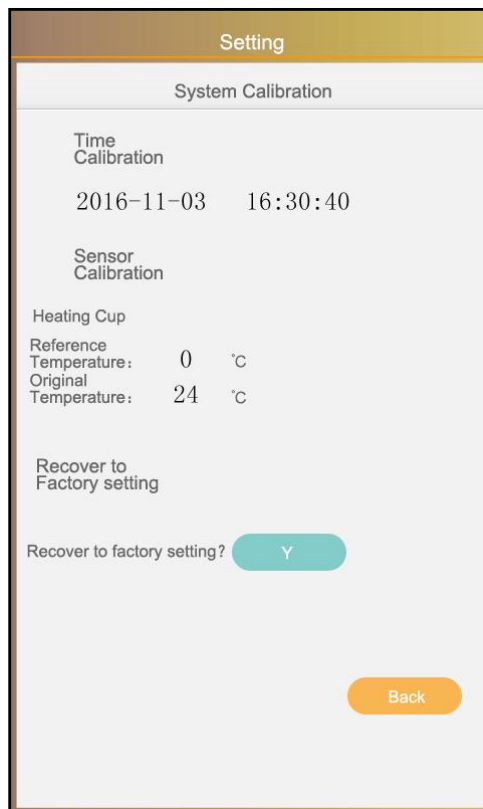 Setting
System Calibration
Time
Calibration
2016-11-03 16:30:40
Sensor
Calibration
Heating Cup
Reference
Temperature: 0 °C
Original
Temperature: 24 °C
Recover to
Factory setting
Recover to factory setting? Y
Back